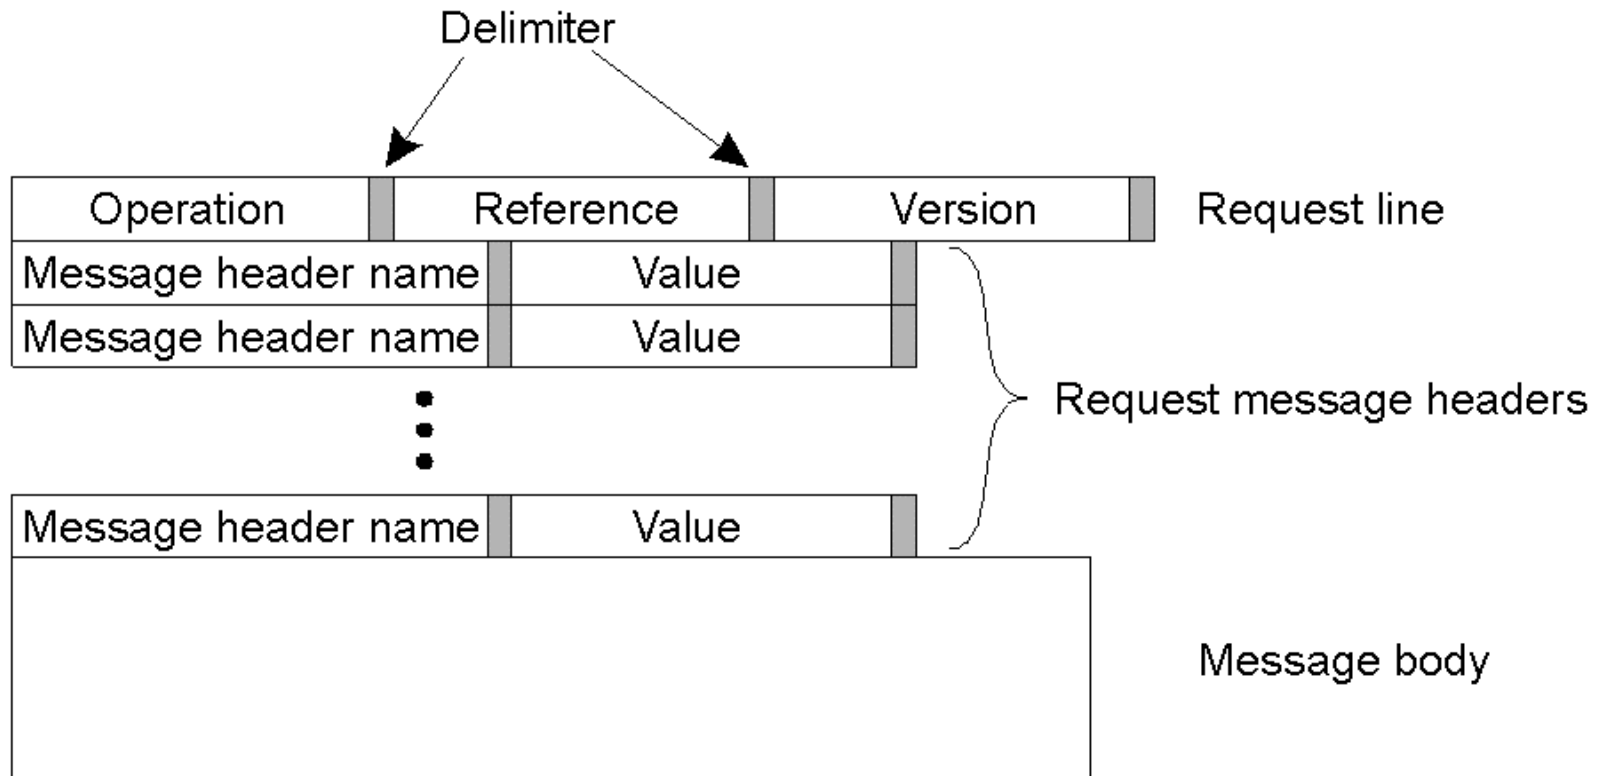 Delimiter
Operation Reference Version Request line
Message header name Value
Message header name Value
Request message headers
Message header name Value
Message body